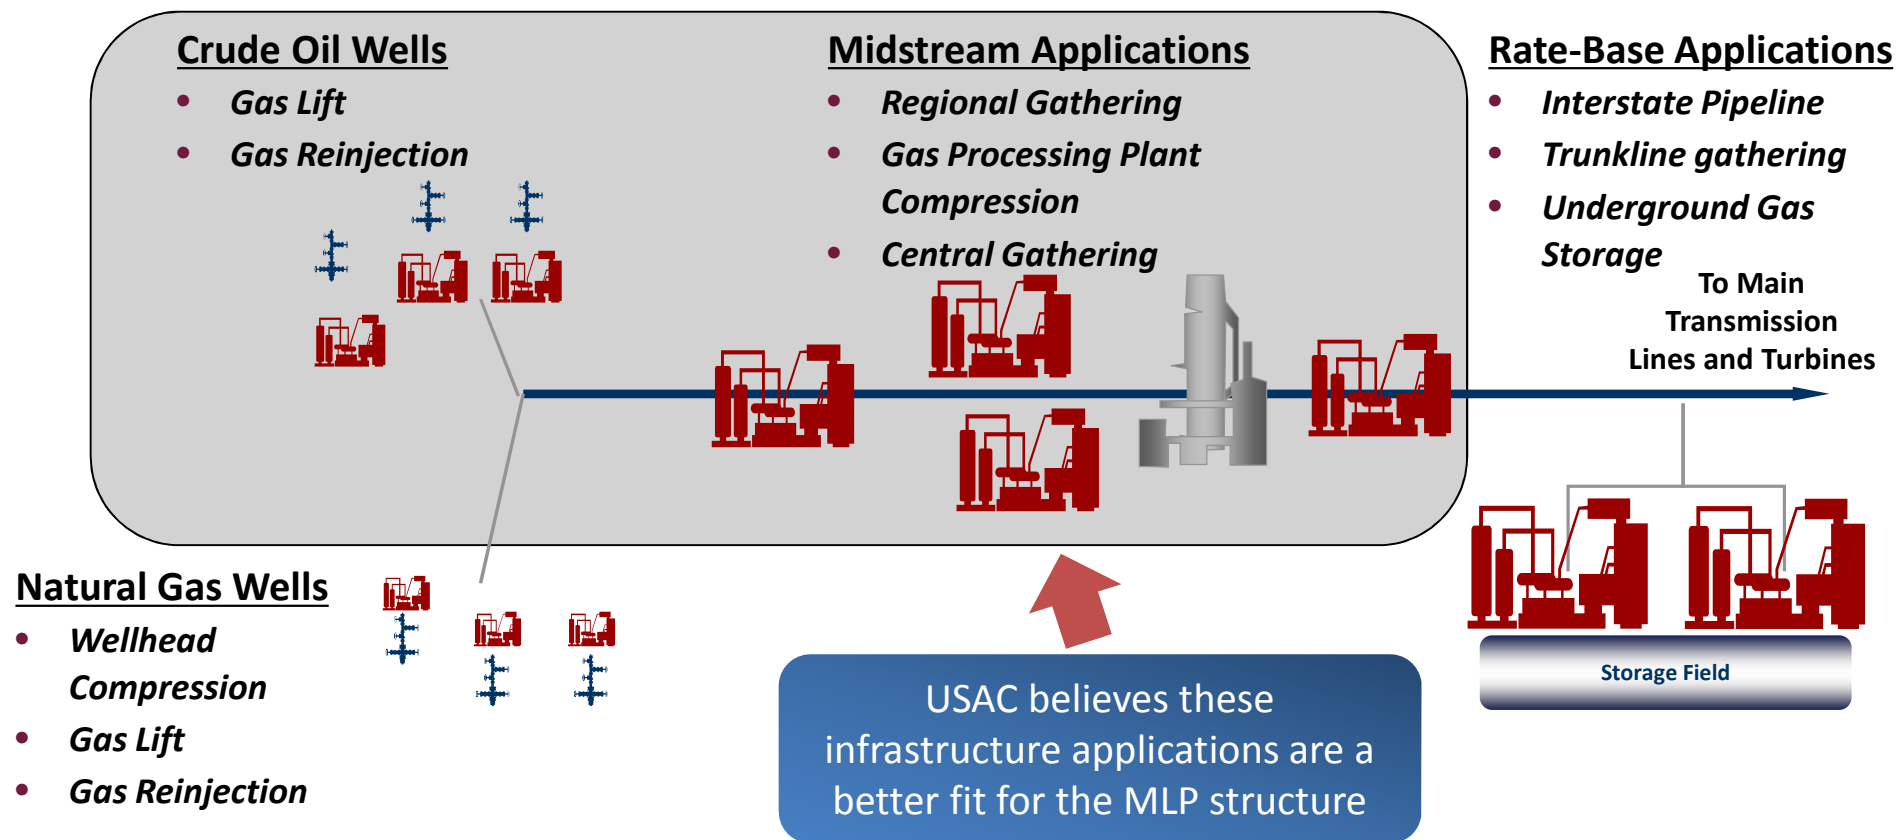 Crude Oil Wells
• Gas Lift
• Gas Reinjection
Midstream Applications
• Regional Gathering
• Gas Processing Plant
Compression
• Central Gathering
Rate-Base Applications
• Interstate Pipeline
• Trunkline gathering
• Underground Gas
Storage
To Main
Transmission
Lines and Turbines
Natural Gas Wells
• Wellhead
Compression
• Gas Lift
• Gas Reinjection
USAC believes these
infrastructure applications are a
better fit for the MLP structure
Storage Field